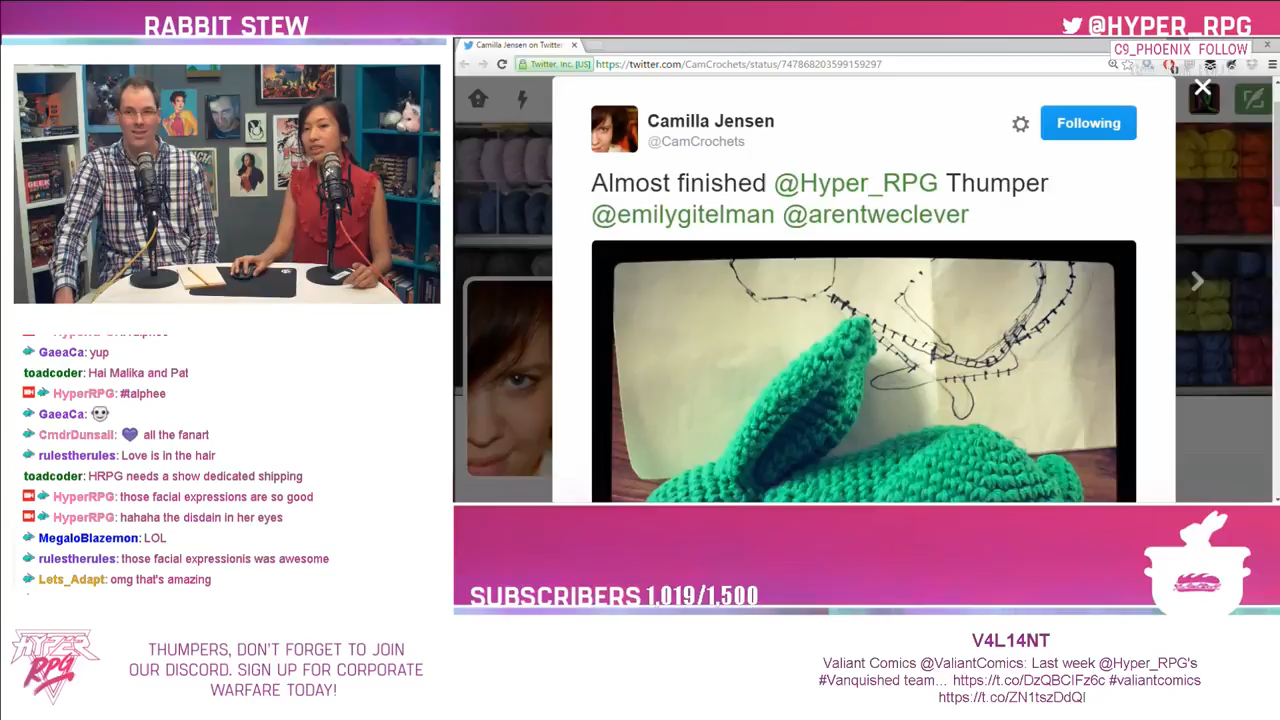 RABBIT STEW
@HYPER_RPG
C9_PHOENIX FOLLOW
Camilla Jensen on Twitter
Twitter, Inc. [US] https://twitter.com/CamCrochets/status/747868203599159297
Camilla Jensen
@CamCrochets
Following
Almost finished @Hyper_RPG Thumper
@emilygitelman @arentweclever
GEEK
GaeaCa: yup
toadcoder: Hai Malika and Pat
HyperRPG: #talphee
GaeaCa:
CmdrDunsail: all the fanart
rulestherules: Love is in the hair
toadcoder: HRPG needs a show dedicated shipping
HyperRPG: those facial expressions are so good
HyperRPG: hahaha the disdain in her eyes
MegaloBlazemon: LOL
rulestherules: those facial expressionis was awesome
Lets_Adapt: omg that's amazing
SUBSCRIBERS 1,019/1,500
HYPER
RPG
THUMPERS, DON'T FORGET TO JOIN
OUR DISCORD. SIGN UP FOR CORPORATE
WARFARE TODAY!
V4L14NT
Valiant Comics @ValiantComics: Last week @Hyper_RPG's
#Vanquished team... https://t.co/DzQBCIFz6c #valiantcomics
https://t.co/ZN1tszDdQI